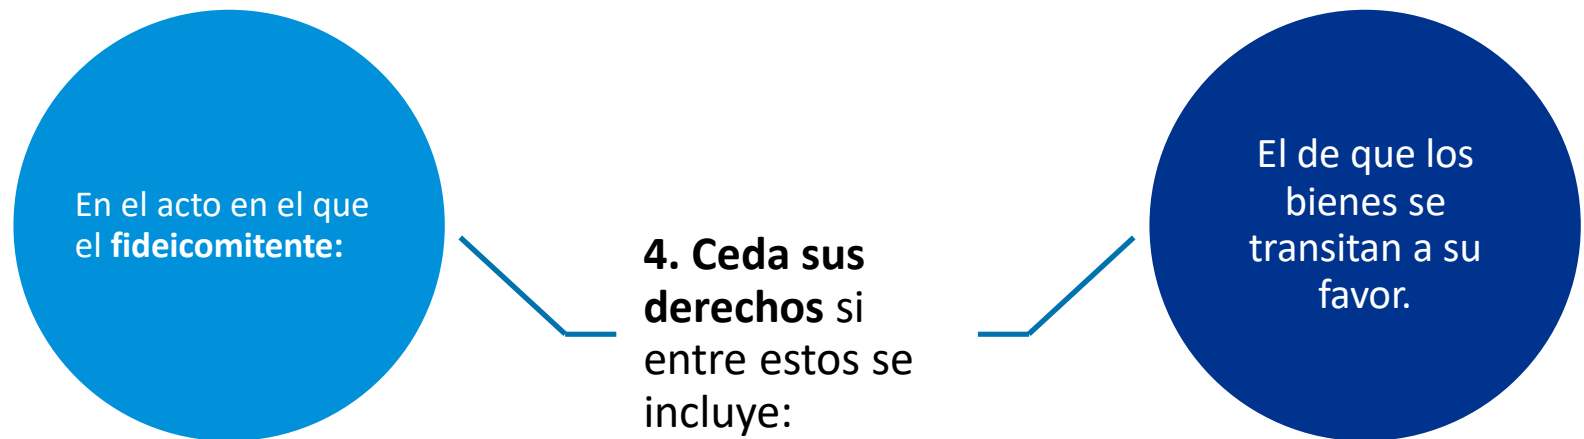 En el acto en el que
el fideicomitente:
4. Ceda sus
derechos si
entre estos se
incluye:
El de que los
bienes se
transitan a su
favor.